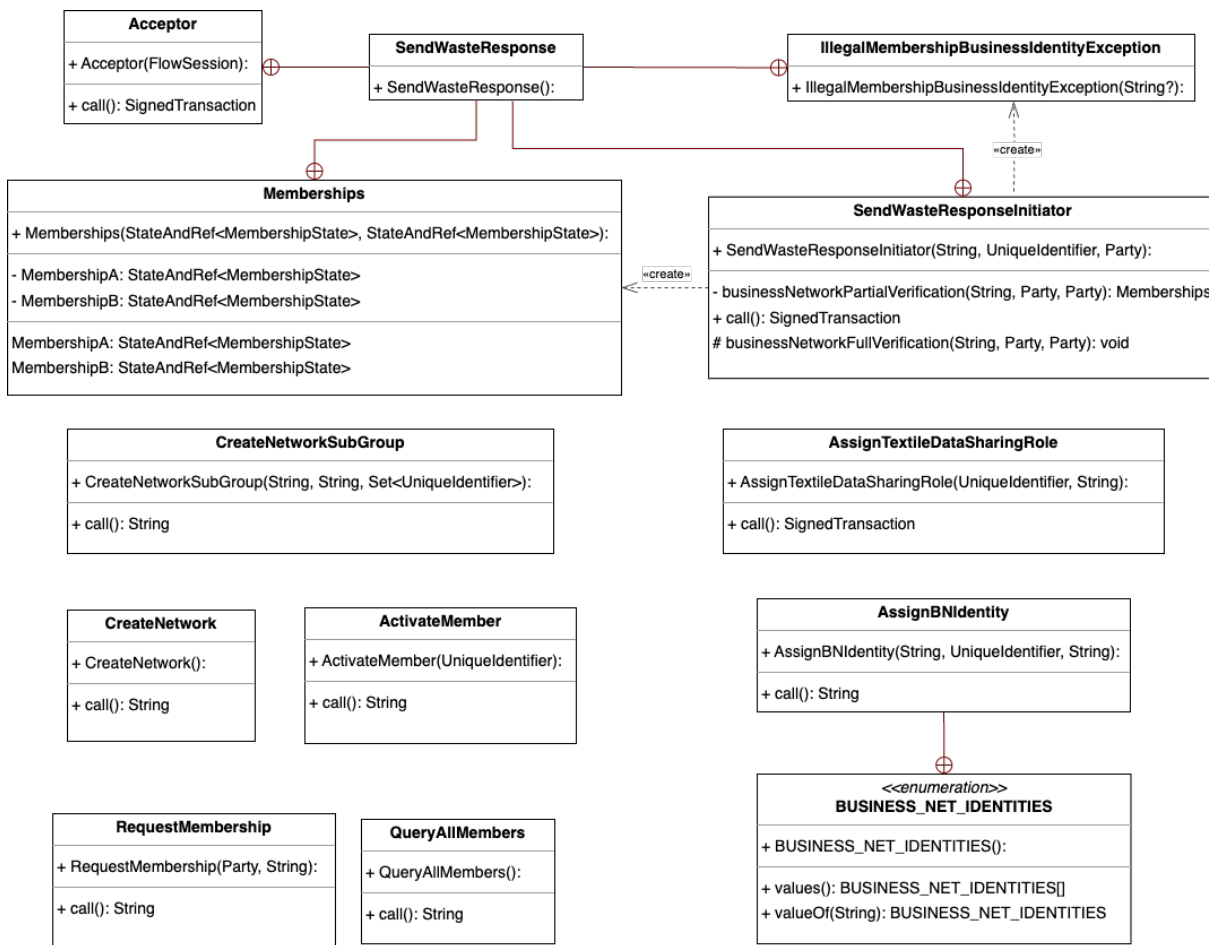 Acceptor
+ Acceptor(FlowSession):
+ call(): SignedTransaction
SendWasteResponse
+ SendWasteResponse():
IllegalMembershipBusinessIdentityException
+ IllegalMembershipBusinessIdentityException(String?):
«create»
Memberships
+ Memberships(StateAndRef<MembershipState>, StateAndRef<MembershipState>):
- MembershipA: StateAndRef<MembershipState>
- MembershipB: StateAndRef<MembershipState>
MembershipA: StateAndRef<MembershipState>
MembershipB: StateAndRef<MembershipState>
«create»
SendWasteResponseInitiator
+ SendWasteResponseInitiator(String, UniqueIdentifier, Party):
- businessNetworkPartialVerification(String, Party, Party): Memberships
+ call(): SignedTransaction
# businessNetworkFullVerification(String, Party, Party): void
CreateNetworkSubGroup
+ CreateNetworkSubGroup(String, String, Set<UniqueIdentifier>):
+ call(): String
AssignTextileDataSharingRole
+ AssignTextileDataSharingRole(UniqueIdentifier, String):
+ call(): SignedTransaction
CreateNetwork
+ CreateNetwork():
+ call(): String
ActivateMember
+ ActivateMember(UniqueIdentifier):
+ call(): String
AssignBNIdentity
+ AssignBNIdentity(String, UniqueIdentifier, String):
+ call(): String
RequestMembership
+ RequestMembership(Party, String):
+ call(): String
QueryAllMembers
+ QueryAllMembers():
+ call(): String
<<enumeration>>
BUSINESS_NET_IDENTITIES
+ BUSINESS_NET_IDENTITIES():
+ values(): BUSINESS_NET_IDENTITIES[]
+ valueOf(String): BUSINESS_NET_IDENTITIES